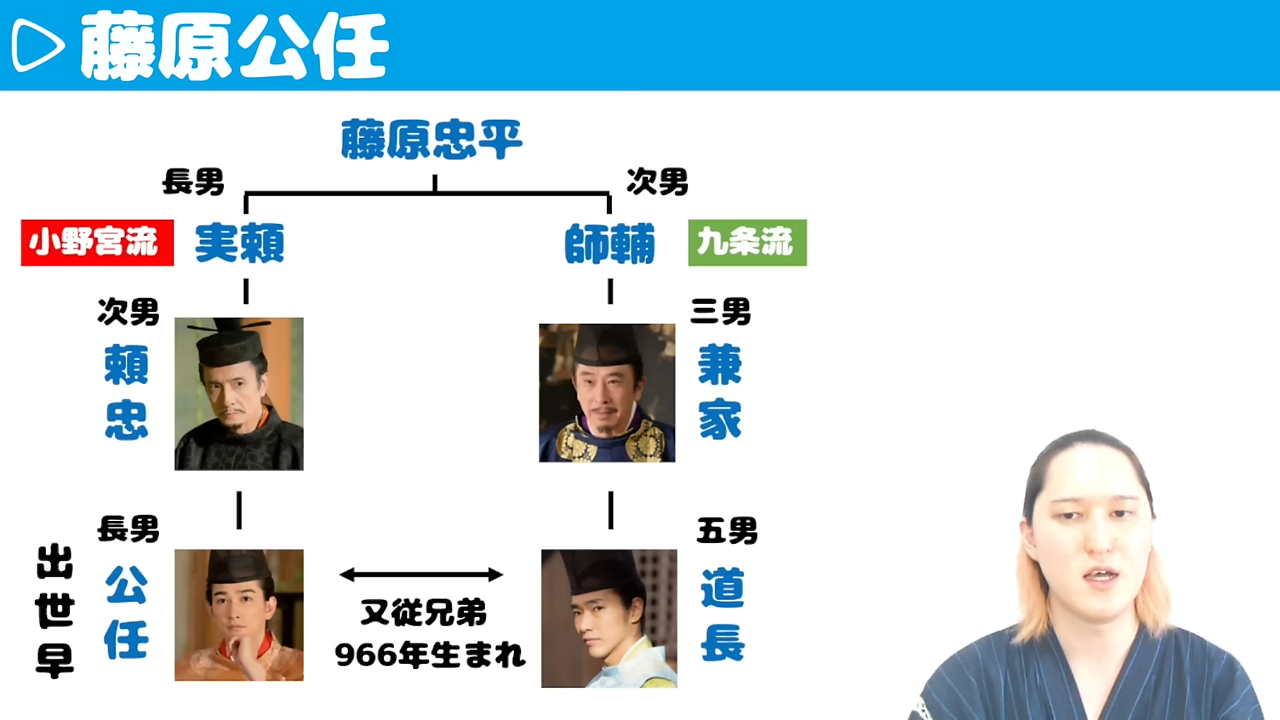 藤原公任
藤原忠平
長男
次男
小野宮流
実頼
師輔
九条流
次男
頼忠
三男
兼家
出世早
長男
公任
又従兄弟
966年生まれ
五男
道長